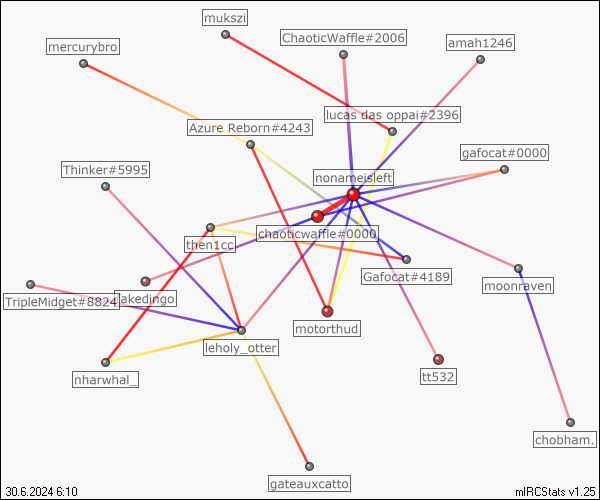 mukszi
ChaoticWaffle#2006
mercurybro
amah1246
lucas das oppai#2396
Azure Reborn#4243
gafocat#0000
Thinker#5995
nonameisleft
chaoticwaffle#0000
then1cc
Gafocat#4189
moonraven
TripleMidget#8824
Takedingo
motorthud
leholy_otter
nharwhal_
tt532
chobham.
gateauxcatto
30.6.2024 6:10
mIRCStats v1.25